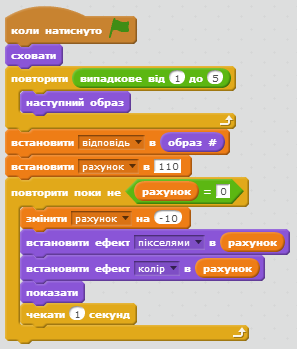 коли натиснуто
сховати
повторити випадкове від 1 до 5
наступний образ
встановити відповідь в образ #
встановити рахунок в 110
повторити поки не рахунок = 0
змінити рахунок на -10
встановити ефект пікселями в рахунок
встановити ефект колір в рахунок
показати
чекати 1 секунд